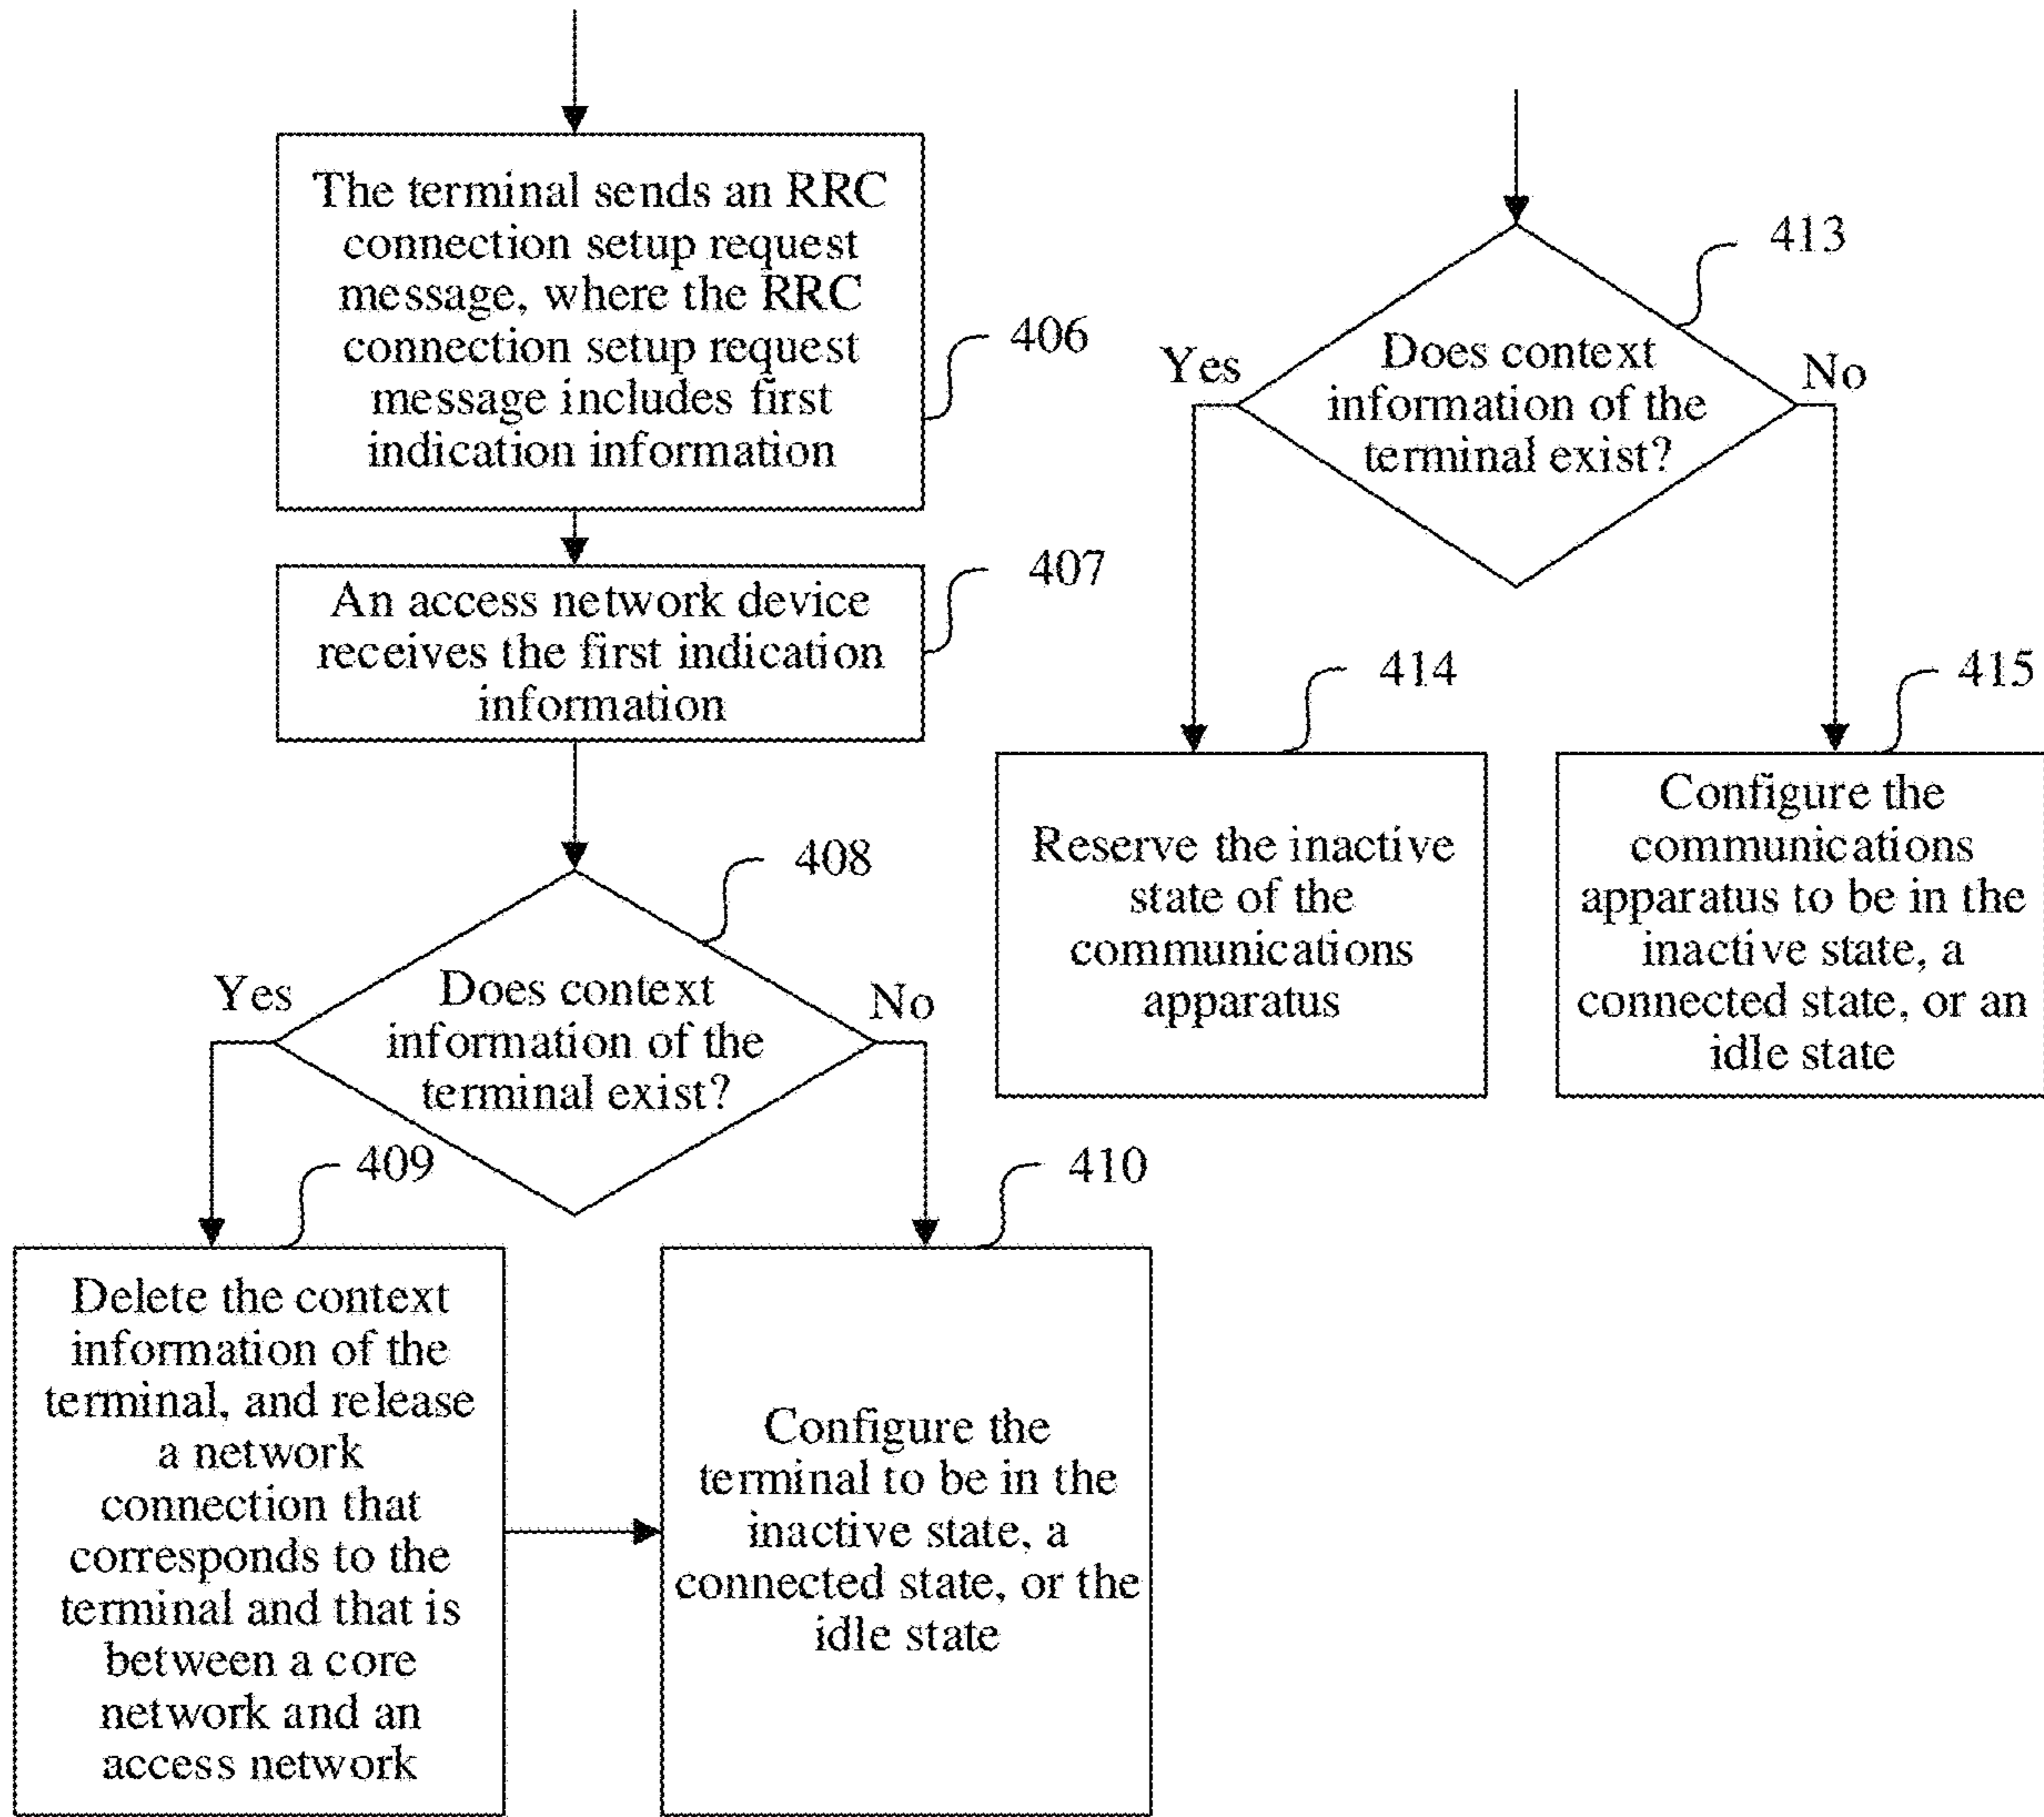 The terminal sends an RRC
connection setup request
message, where the RRC
connection setup request
message includes first
indication information
406
An access network device
receives the first indication
information
407
408
Does context
information of the
terminal exist?
Yes
No
409
Delete the context
information of the
terminal, and release
a network
connection that
corresponds to the
terminal and that is
between a core
network and an
access network
410
Configure the
terminal to be in the
inactive state, a
connected state, or the
idle state
413
Does context
information of the
terminal exist?
Yes
No
414
Reserve the inactive
state of the
communications
apparatus
415
Configure the
communications
apparatus to be in the
inactive state, a
connected state, or an
idle state